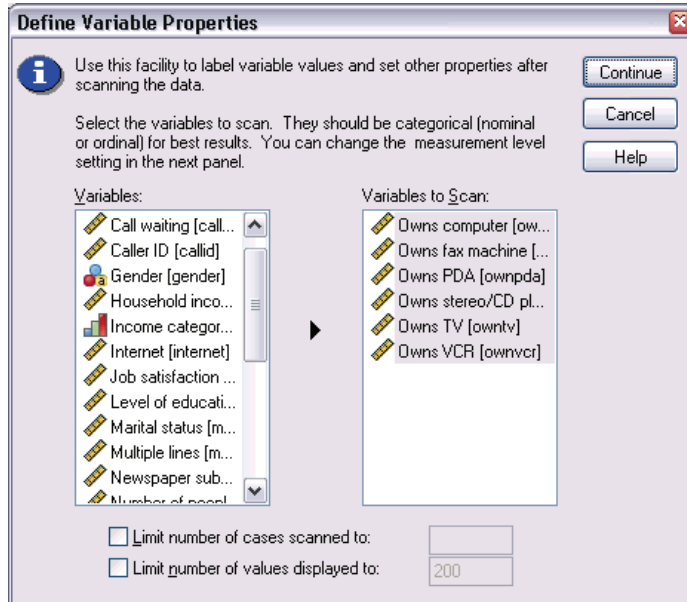 Define Variable Properties
Use this facility to label variable values and set other properties after
scanning the data.
Select the variables to scan. They should be categorical (nominal
or ordinal) for best results. You can change the measurement level
setting in the next panel.
Continue
Cancel
Help
Variables:
Call waiting [call...
Caller ID [callid]
Gender [gender]
Household inco...
Income categor...
Internet [internet]
Job satisfaction ...
Level of educati...
Marital status [m...
Multiple lines [m...
Newspaper sub...
Number of peopl
Variables to Scan:
Owns computer [ow...
Owns fax machine [...
Owns PDA [ownpda]
Owns stereo/CD pl...
Owns TV [owntv]
Owns VCR [ownvcr]
Limit number of cases scanned to:
Limit number of values displayed to: 200